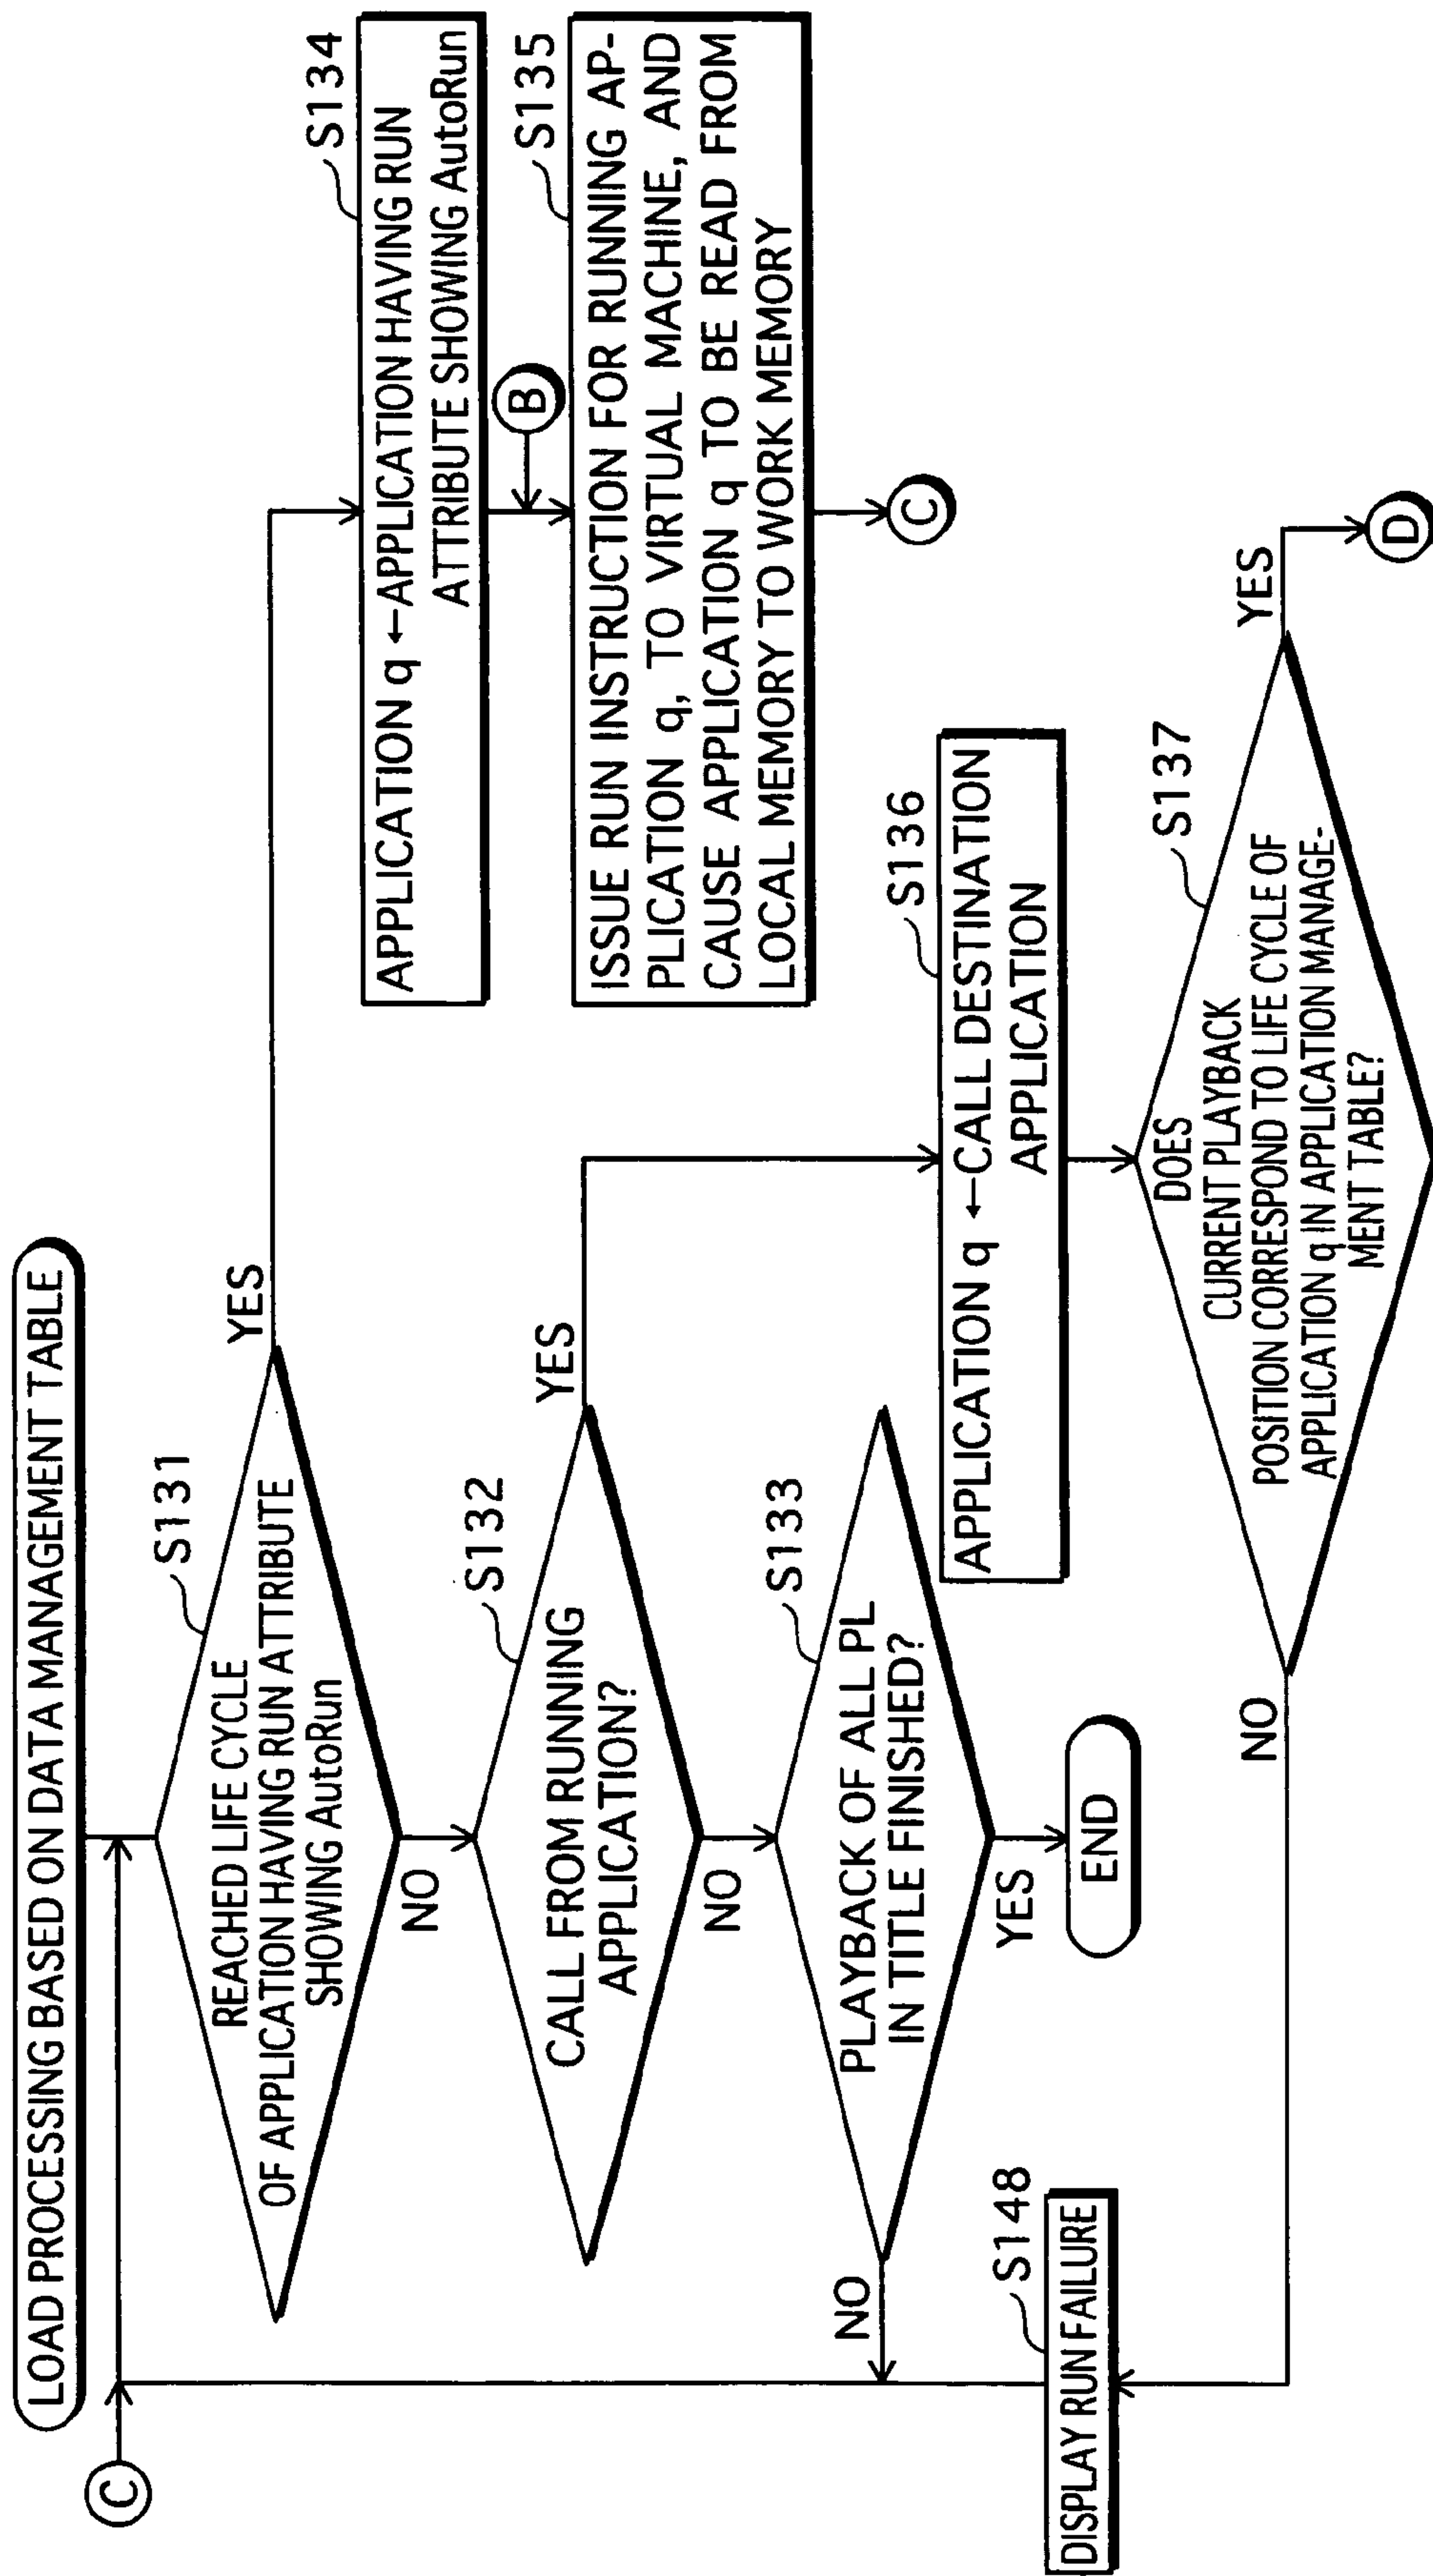 LOAD PROCESSING BASED ON DATA MANAGEMENT TABLE
C
S131
REACHED LIFE CYCLE
OF APPLICATION HAVING RUN ATTRIBUTE
SHOWING AutoRun
YES
NO
S134
APPLICATION q ←APPLICATION HAVING RUN
ATTRIBUTE SHOWING AutoRun
B
S135
ISSUE RUN INSTRUCTION FOR RUNNING AP-
PLICATION q, TO VIRTUAL MACHINE, AND
CAUSE APPLICATION q TO BE READ FROM
LOCAL MEMORY TO WORK MEMORY
C
S132
CALL FROM RUNNING
APPLICATION?
YES
NO
S133
PLAYBACK OF ALL PL
IN TITLE FINISHED?
NO
YES
END
S136
APPLICATION q ←CALL DESTINATION
APPLICATION
S137
DOES
CURRENT PLAYBACK
POSITION CORRESPOND TO LIFE CYCLE OF
APPLICATION q IN APPLICATION MANAGE-
MENT TABLE?
YES
D
NO
S148
DISPLAY RUN FAILURE